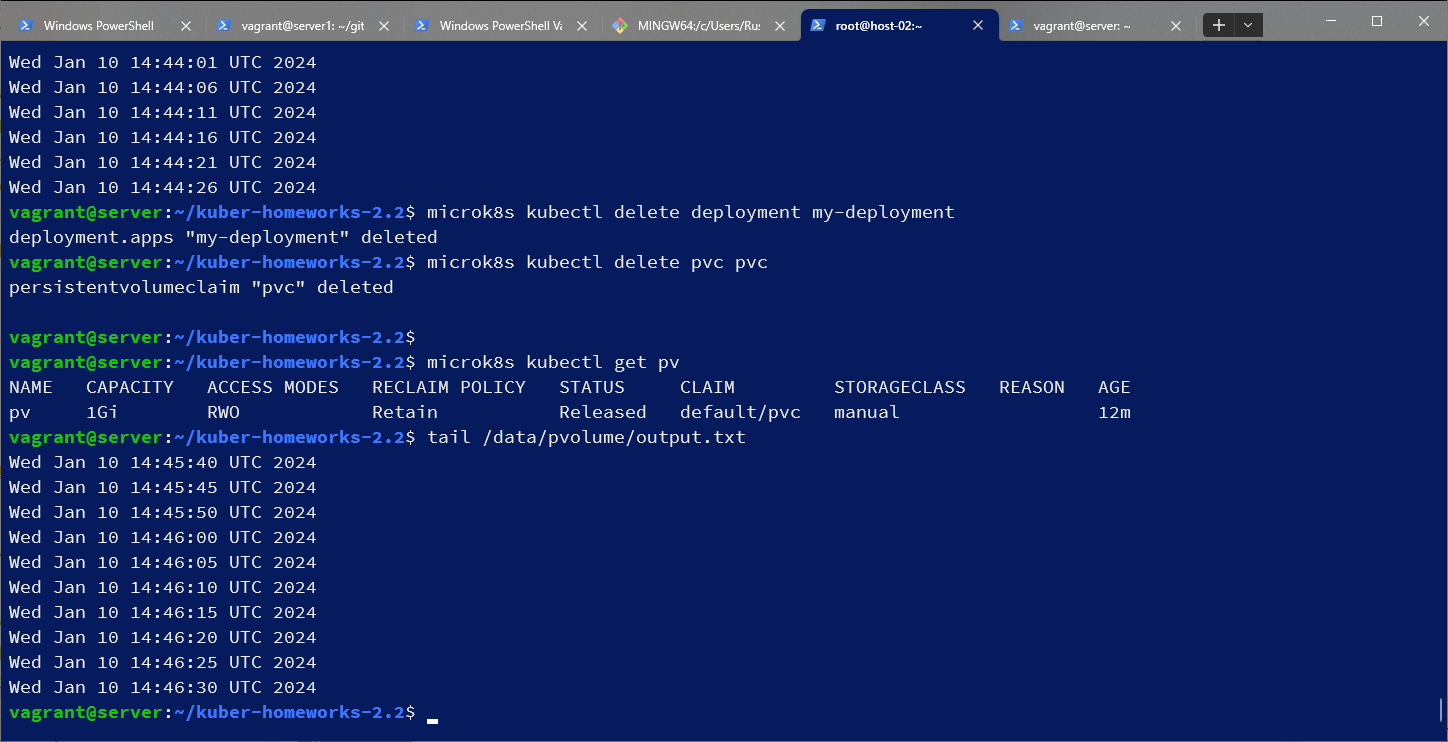 Windows PowerShell
vagrant@server1: ~/git
Windows PowerShell Va
MINGW64:/c/Users/Rus
root@host-02:~
vagrant@server: ~
Wed Jan 10 14:44:01 UTC 2024
Wed Jan 10 14:44:06 UTC 2024
Wed Jan 10 14:44:11 UTC 2024
Wed Jan 10 14:44:16 UTC 2024
Wed Jan 10 14:44:21 UTC 2024
Wed Jan 10 14:44:26 UTC 2024
vagrant@server:~/kuber-homeworks-2.2$ microk8s kubectl delete deployment my-deployment
deployment.apps "my-deployment" deleted
vagrant@server:~/kuber-homeworks-2.2$ microk8s kubectl delete pvc pvc
persistentvolumeclaim "pvc" deleted
vagrant@server:~/kuber-homeworks-2.2$
vagrant@server:~/kuber-homeworks-2.2$ microk8s kubectl get pv
NAME   CAPACITY   ACCESS MODES   RECLAIM POLICY   STATUS     CLAIM         STORAGECLASS   REASON   AGE
pv     1Gi        RWO            Retain           Released   default/pvc   manual                  12m
vagrant@server:~/kuber-homeworks-2.2$ tail /data/pvolume/output.txt
Wed Jan 10 14:45:40 UTC 2024
Wed Jan 10 14:45:45 UTC 2024
Wed Jan 10 14:45:50 UTC 2024
Wed Jan 10 14:46:00 UTC 2024
Wed Jan 10 14:46:05 UTC 2024
Wed Jan 10 14:46:10 UTC 2024
Wed Jan 10 14:46:15 UTC 2024
Wed Jan 10 14:46:20 UTC 2024
Wed Jan 10 14:46:25 UTC 2024
Wed Jan 10 14:46:30 UTC 2024
vagrant@server:~/kuber-homeworks-2.2$